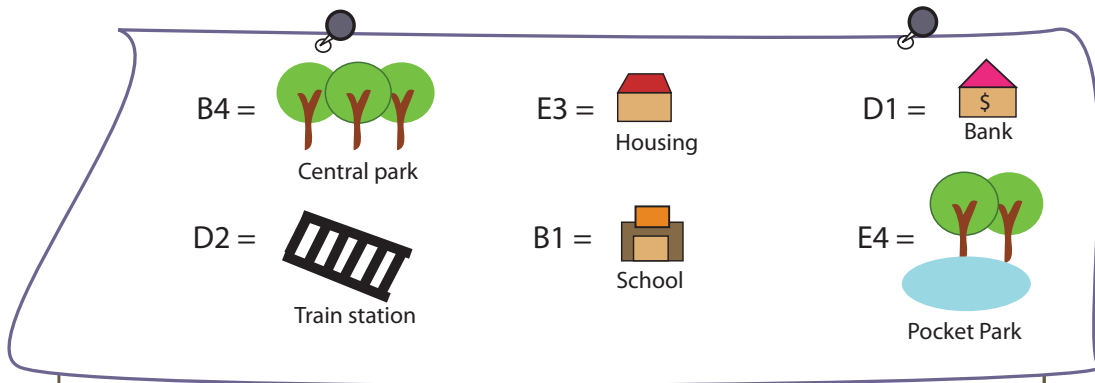 B4 =
Central park
E3 =
Housing
D1 =
$
Bank
D2 =
Train station
B1 =
School
E4 =
Pocket Park